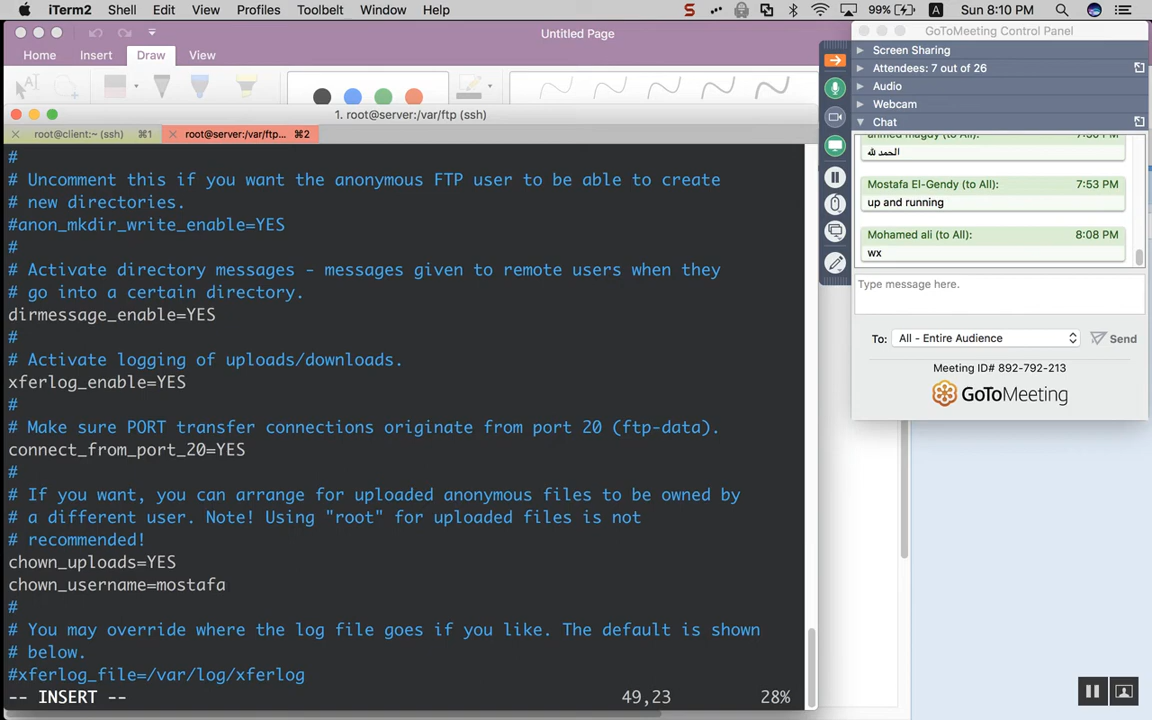 iTerm2 Shell Edit View Profiles Toolbelt Window Help 99% A Sun 8:10 PM
Untitled Page
Home Insert Draw View
1. root@server:/var/ftp (ssh)
root@client:~ (ssh) ⌘1 root@server:/var/ftp... ⌘2
#
# Uncomment this if you want the anonymous FTP user to be able to create
# new directories.
#anon_mkdir_write_enable=YES
#
# Activate directory messages - messages given to remote users when they
# go into a certain directory.
dirmessage_enable=YES
#
# Activate logging of uploads/downloads.
xferlog_enable=YES
#
# Make sure PORT transfer connections originate from port 20 (ftp-data).
connect_from_port_20=YES
#
# If you want, you can arrange for uploaded anonymous files to be owned by
# a different user. Note! Using "root" for uploaded files is not
# recommended!
chown_uploads=YES
chown_username=mostafa
#
# You may override where the log file goes if you like. The default is shown
# below.
#xferlog_file=/var/log/xferlog
-- INSERT -- 49,23 28%
GoToMeeting Control Panel
Screen Sharing
Attendees: 7 out of 26
Audio
Webcam
Chat
الحمد لله
Mostafa El-Gendy (to All): 7:53 PM
up and running
Mohamed ali (to All): 8:08 PM
wx
Type message here.
To: All - Entire Audience Send
Meeting ID# 892-792-213
GoToMeeting